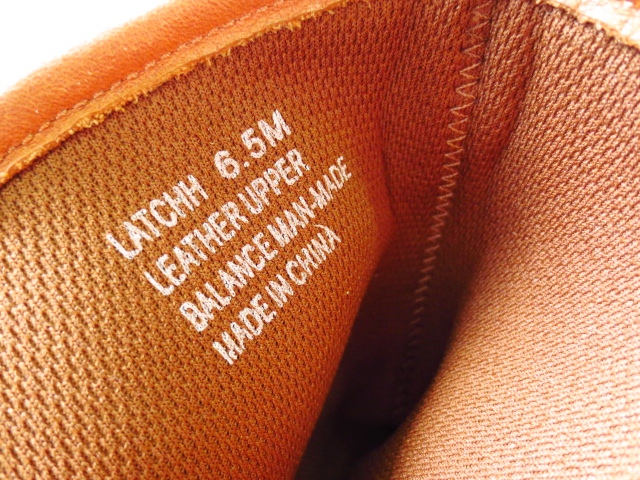 LATCHH 6.5M
LEATHER UPPER
BALANCE MAN-MADE
MADE IN CHINA